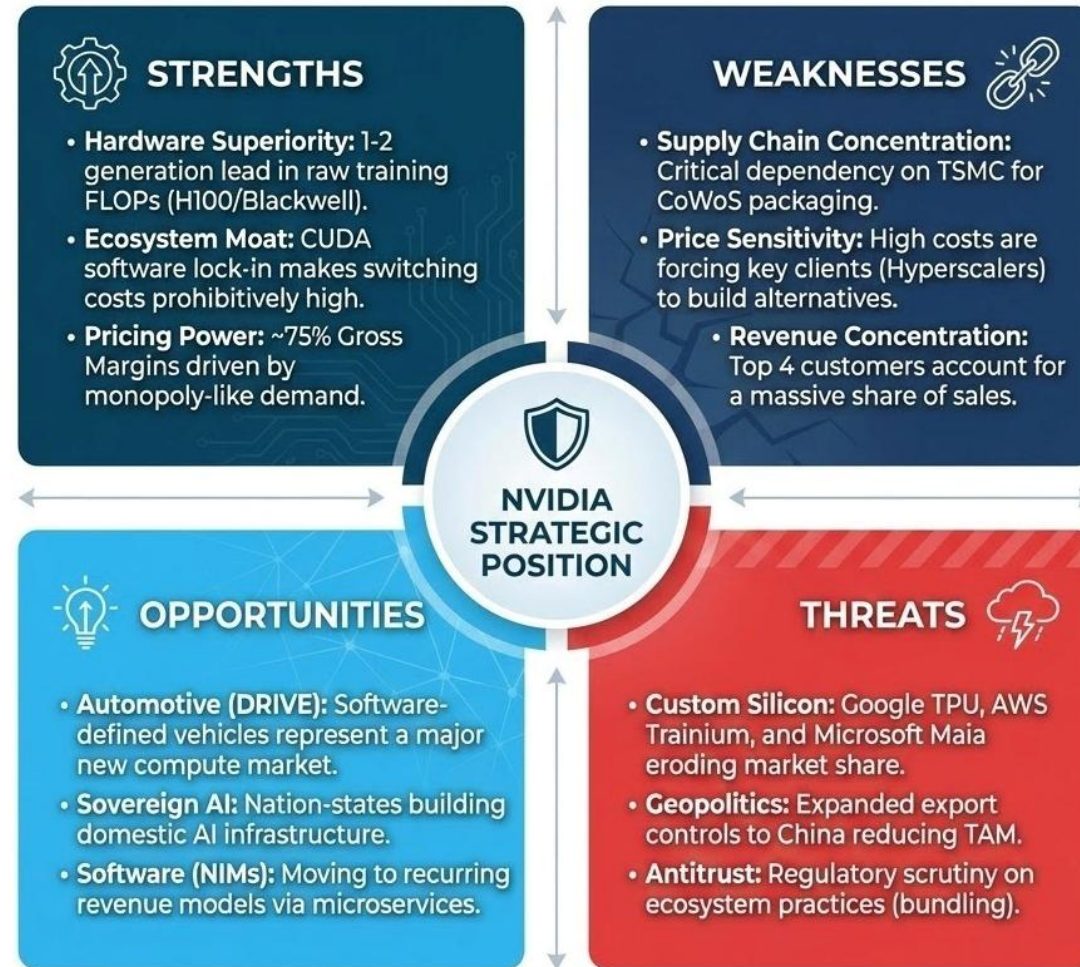 STRENGTHS
• Hardware Superiority: 1-2
generation lead in raw training
FLOPs (H100/Blackwell).
• Ecosystem Moat: CUDA
software lock-in makes switching
costs prohibitively high.
• Pricing Power: ~75% Gross
Margins driven by
monopoly-like demand.
WEAKNESSES
• Supply Chain Concentration:
Critical dependency on TSMC for
CoWoS packaging.
• Price Sensitivity: High costs are
forcing key clients (Hyperscalers)
to build alternatives.
• Revenue Concentration:
Top 4 customers account for
a massive share of sales.
NVIDIA
STRATEGIC
POSITION
OPPORTUNITIES
• Automotive (DRIVE): Software-
defined vehicles represent a major
new compute market.
• Sovereign AI: Nation-states building
domestic AI infrastructure.
• Software (NIMs): Moving to recurring
revenue models via microservices.
THREATS
• Custom Silicon: Google TPU, AWS
Trainium, and Microsoft Maia
eroding market share.
• Geopolitics: Expanded export
controls to China reducing TAM.
• Antitrust: Regulatory scrutiny on
ecosystem practices (bundling).